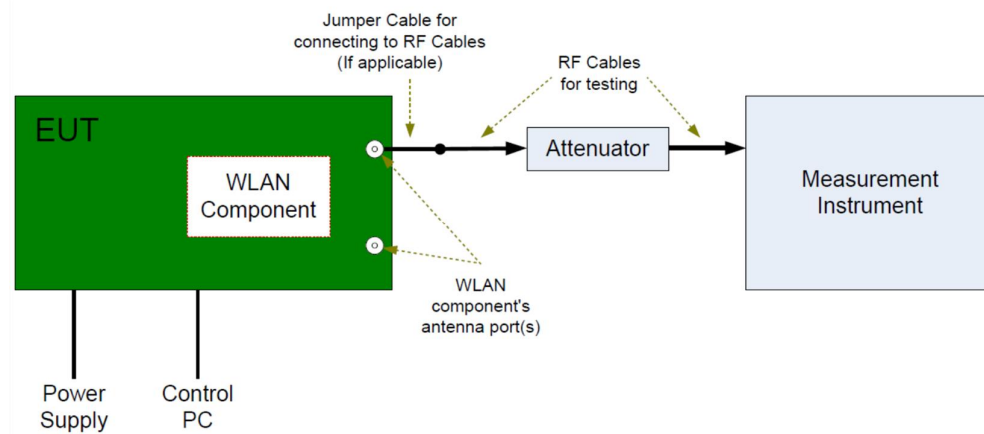 Jumper Cable for
connecting to RF Cables
(If applicable)
RF Cables
for testing
EUT
WLAN
Component
Attenuator
Measurement
Instrument
WLAN
component's
antenna port(s)
Power
Supply
Control
PC